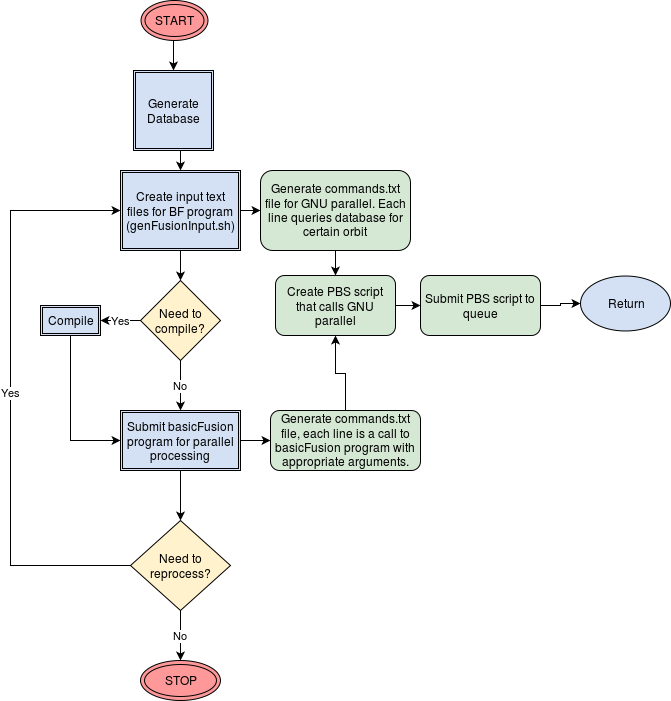 START
Generate
Database
Create input text
files for BF program
(genFusionInput.sh)
Generate commands.txt
file for GNU parallel. Each
line queries database for
certain orbit
Create PBS script
that calls GNU
parallel
Submit PBS script to
queue
Return
Need to
compile?
Yes
Compile
No
Yes
Submit basicFusion
program for parallel
processing
Generate commands.txt
file, each line is a call to
basicFusion program with
appropriate arguments.
Need to
reprocess?
No
STOP